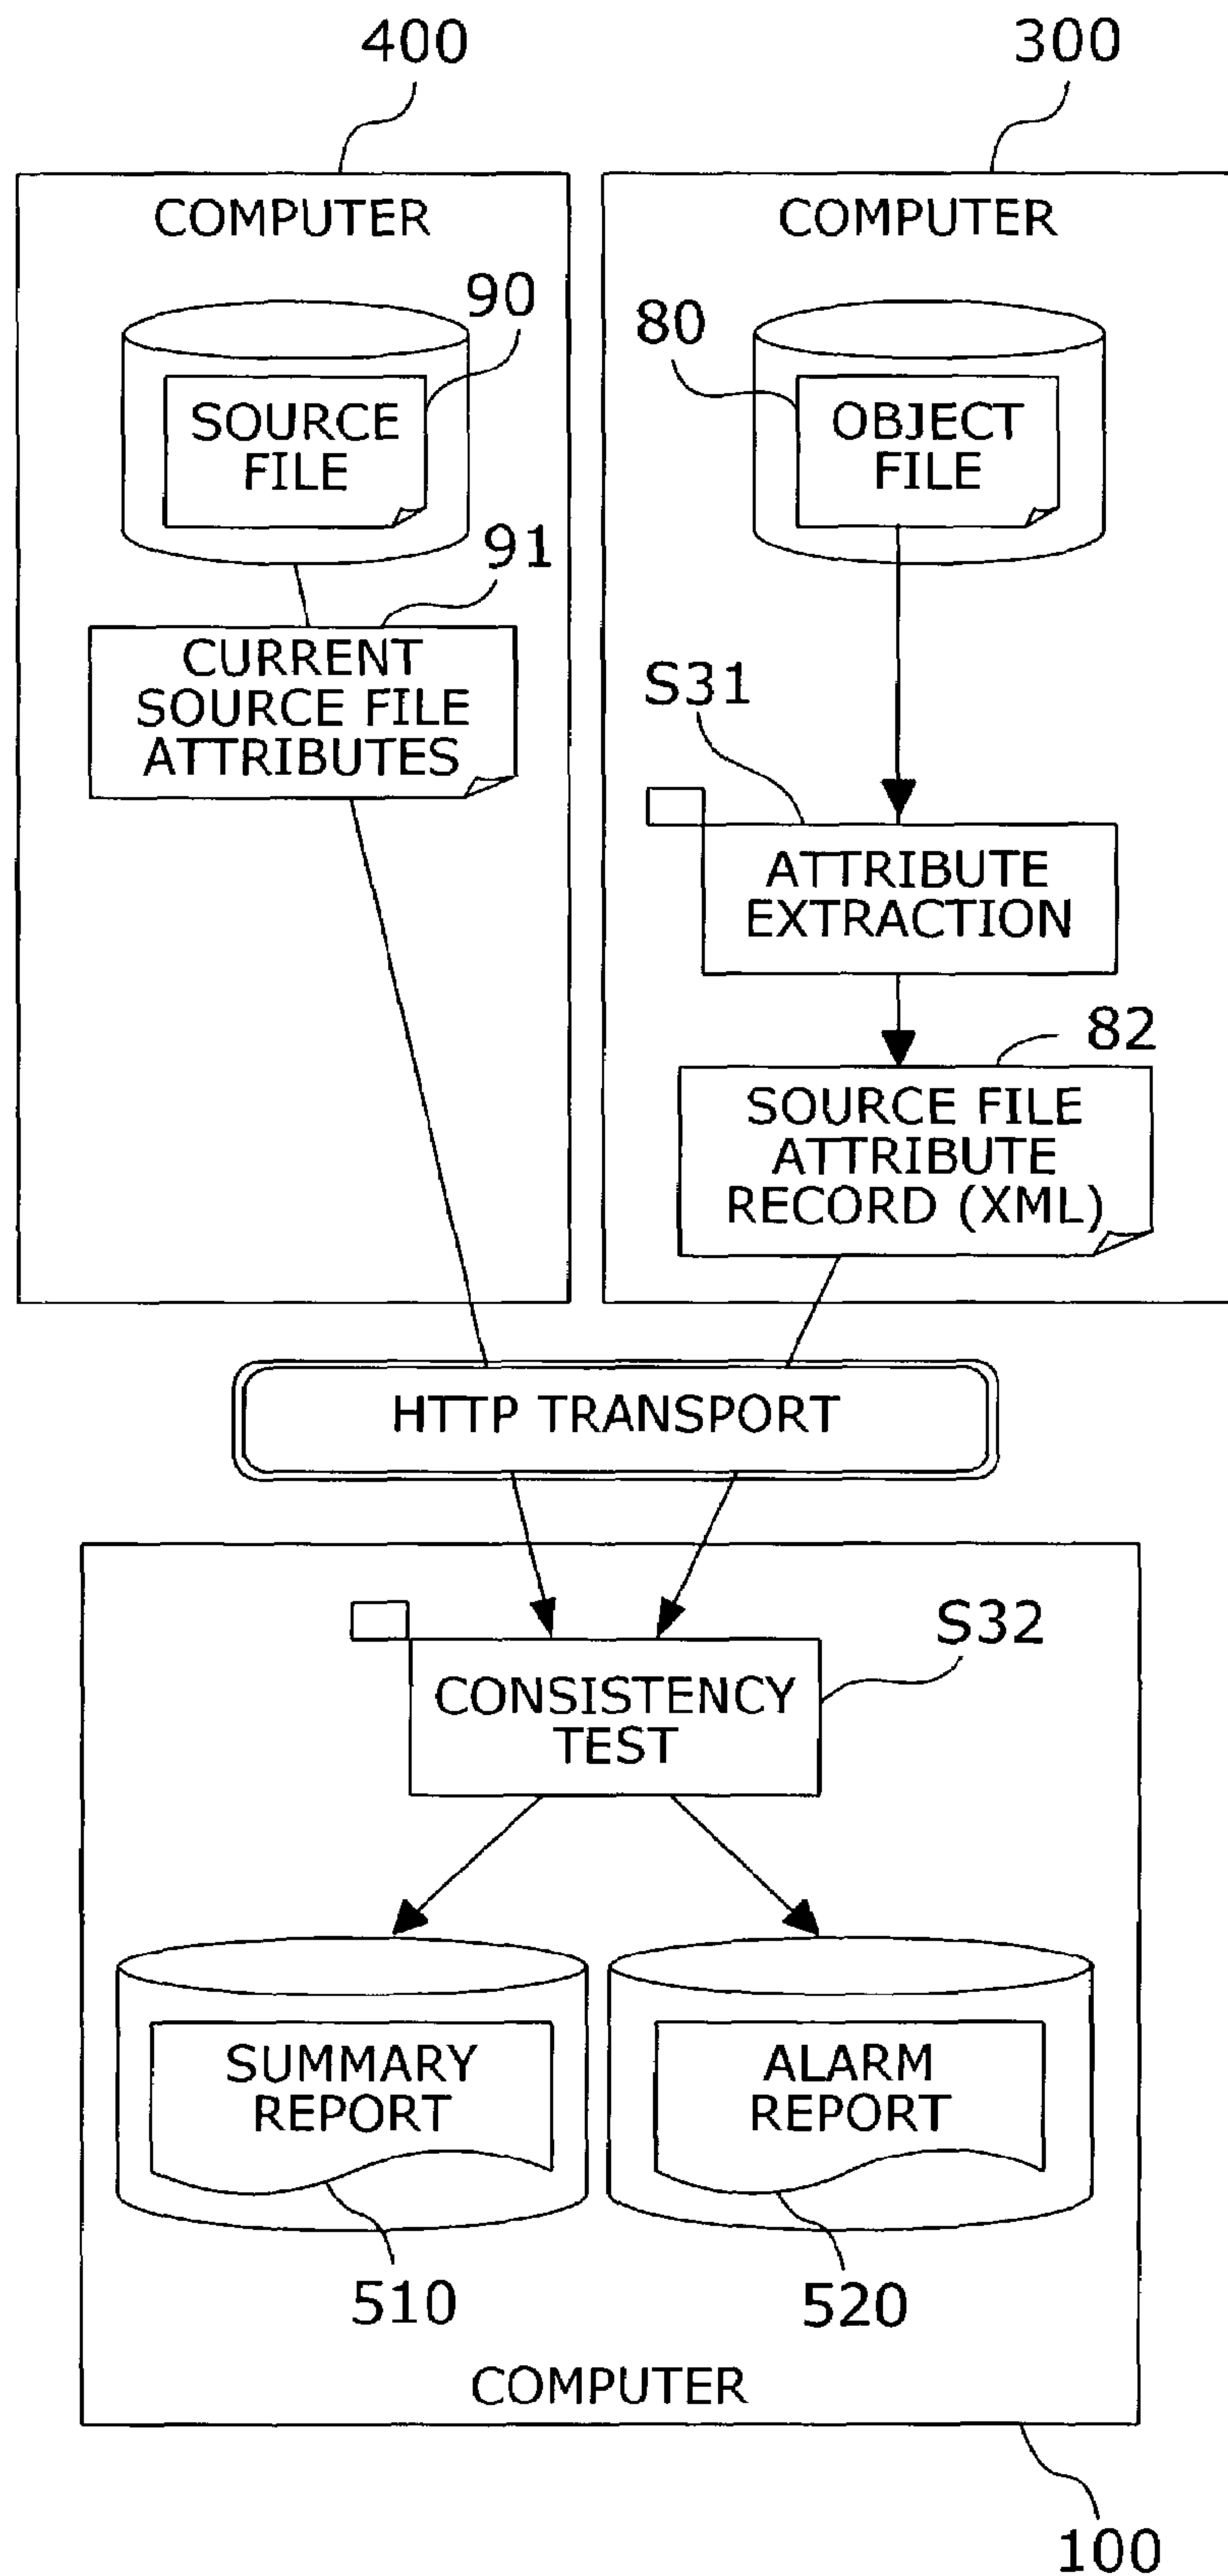 400
300
COMPUTER
COMPUTER
90
80
SOURCE
FILE
OBJECT
FILE
91
CURRENT
SOURCE FILE
ATTRIBUTES
S31
ATTRIBUTE
EXTRACTION
82
SOURCE FILE
ATTRIBUTE
RECORD (XML)
HTTP TRANSPORT
S32
CONSISTENCY
TEST
SUMMARY
REPORT
ALARM
REPORT
510
520
COMPUTER
100